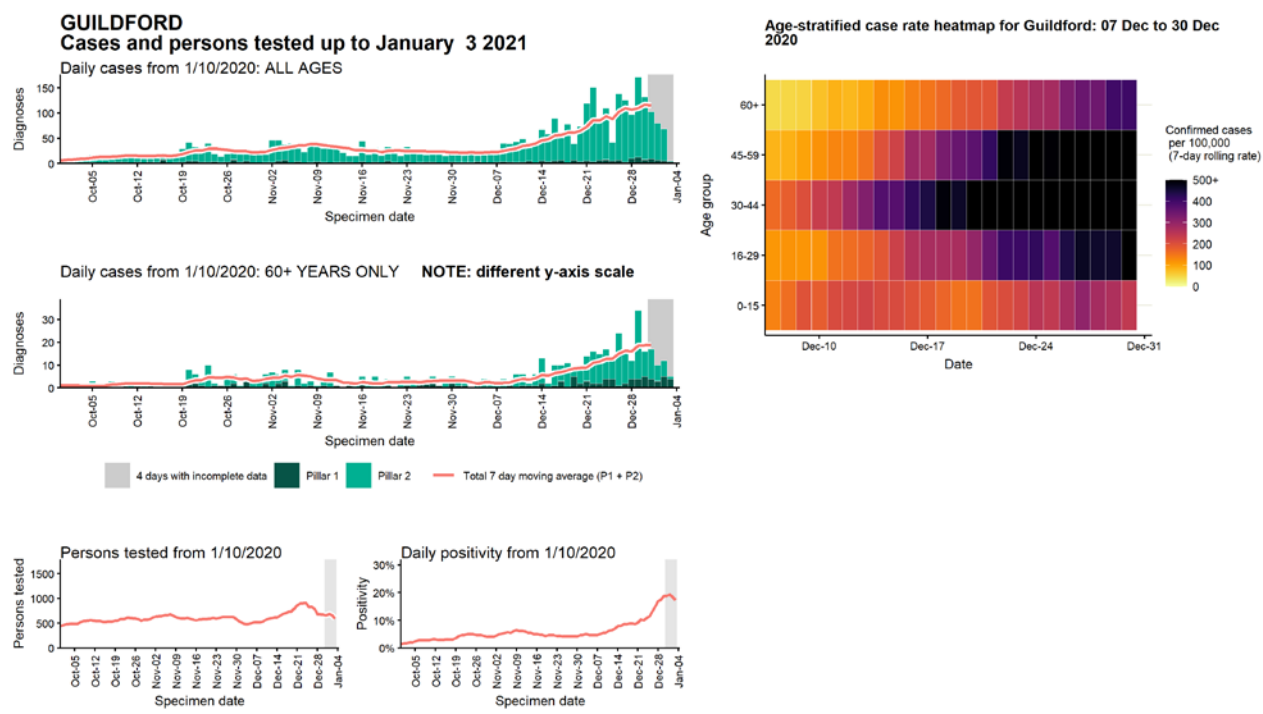 GUILDFORD
Cases and persons tested up to January 3 2021
Daily cases from 1/10/2020: ALL AGES
Diagnoses
150
100
50
0
Oct-05
Oct-12
Oct-19
Oct-26
Nov-02
Nov-09
Nov-16
Nov-23
Nov-30
Dec-07
Dec-14
Dec-21
Dec-28
Jan-04
Specimen date
Daily cases from 1/10/2020: 60+ YEARS ONLY NOTE: different y-axis scale
Diagnoses
30
20
10
0
Oct-05
Oct-12
Oct-19
Oct-26
Nov-02
Nov-09
Nov-16
Nov-23
Nov-30
Dec-07
Dec-14
Dec-21
Dec-28
Jan-04
Specimen date
4 days with incomplete data Pillar 1 Pillar 2 Total 7 day moving average (P1 + P2)
Persons tested from 1/10/2020
Persons tested
1500
1000
500
0
Oct-05
Oct-12
Oct-19
Oct-26
Nov-02
Nov-09
Nov-16
Nov-23
Nov-30
Dec-07
Dec-14
Dec-21
Dec-28
Jan-04
Specimen date
Daily positivity from 1/10/2020
Positivity
30%
20%
10%
0%
Oct-05
Oct-12
Oct-19
Oct-26
Nov-02
Nov-09
Nov-16
Nov-23
Nov-30
Dec-07
Dec-14
Dec-21
Dec-28
Jan-04
Specimen date
Age-stratified case rate heatmap for Guildford: 07 Dec to 30 Dec
2020
Age group
60+
45-59
30-44
16-29
0-15
Dec-10
Dec-17
Dec-24
Dec-31
Date
Confirmed cases
per 100,000
(7-day rolling rate)
500+
400
300
200
100
0